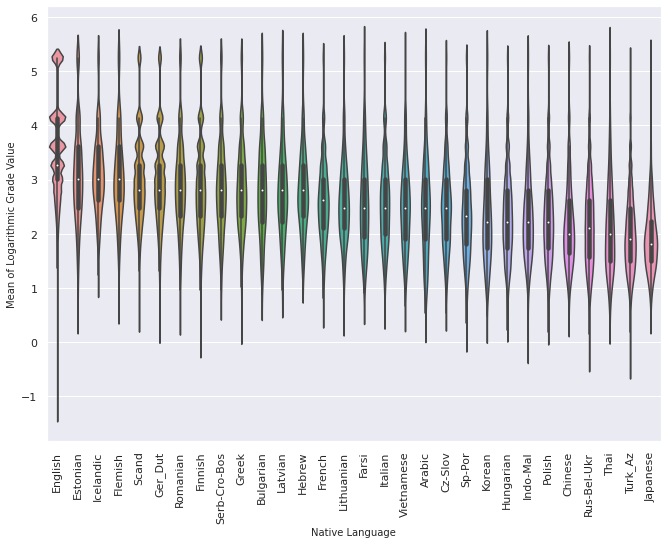 6
5
4
3
2
1
0
−1
Mean of Logarithmic Grade Value
English
Estonian
Icelandic
Flemish
Scand
Ger_Dut
Romanian
Finnish
Serb-Cro-Bos
Greek
Bulgarian
Latvian
Hebrew
French
Lithuanian
Farsi
Italian
Vietnamese
Arabic
Cz-Slov
Sp-Por
Korean
Hungarian
Indo-Mal
Polish
Chinese
Rus-Bel-Ukr
Thai
Turk_Az
Japanese
Native Language